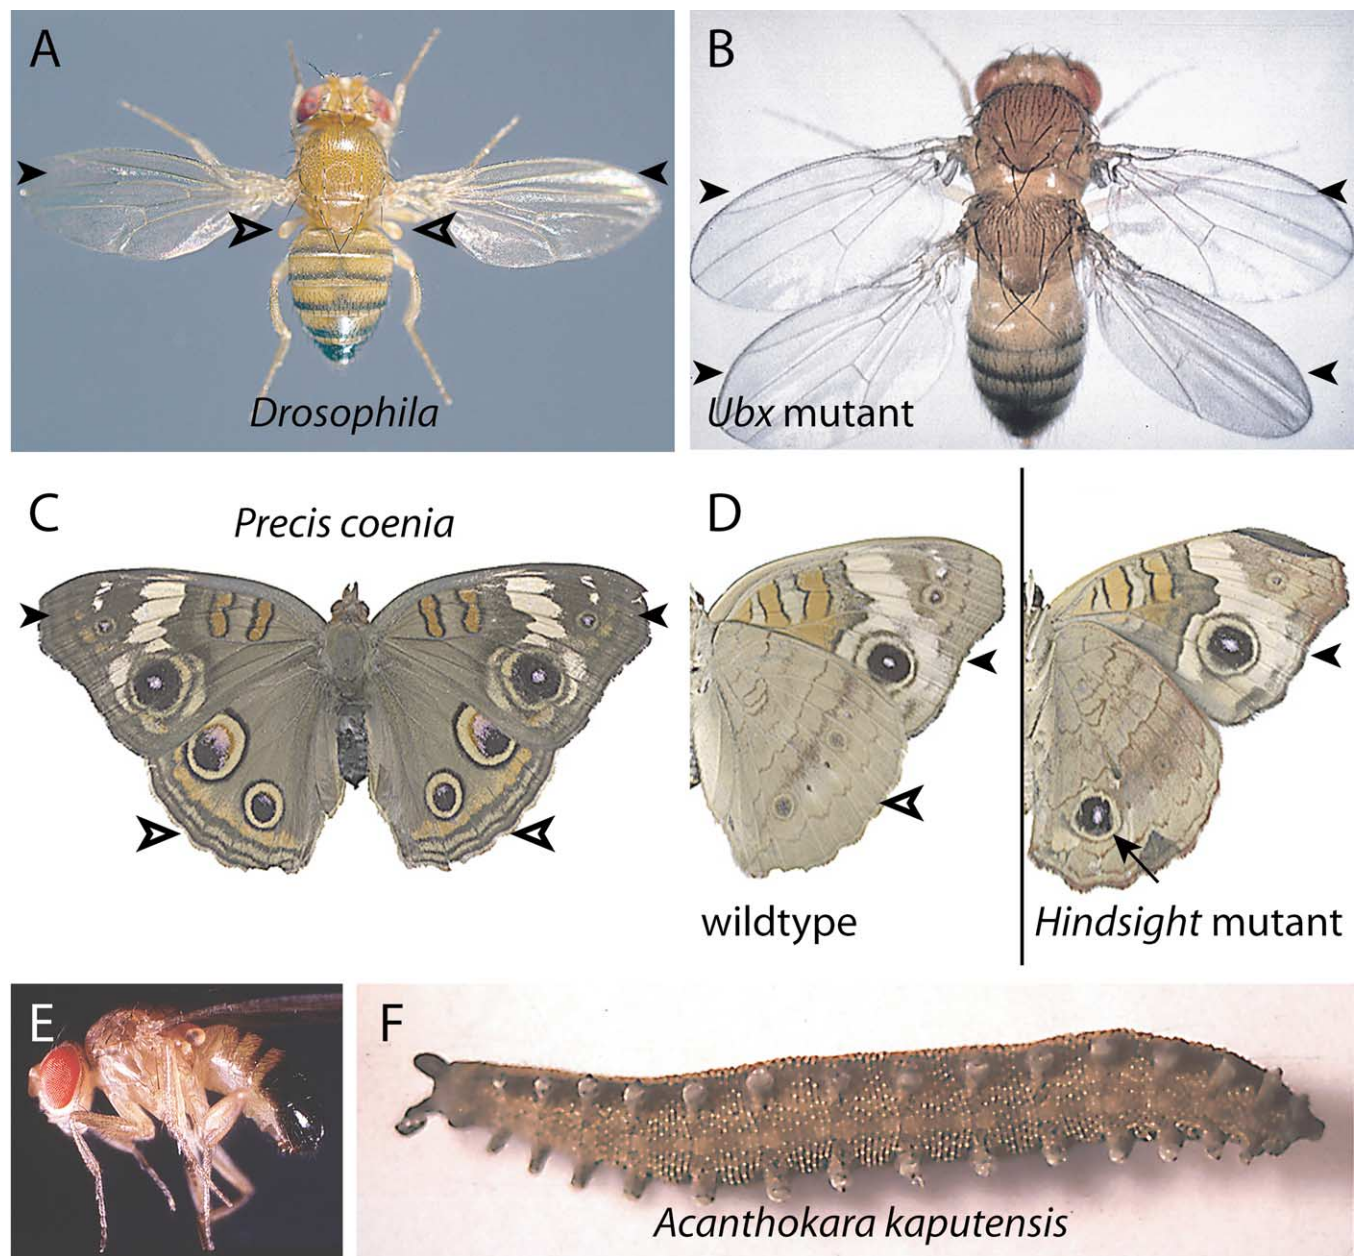 A
Drosophila
B
Ubx mutant
C
Precis coenia
D
wildtype
Hindsight mutant
E
F
Acanthokara kaputensis